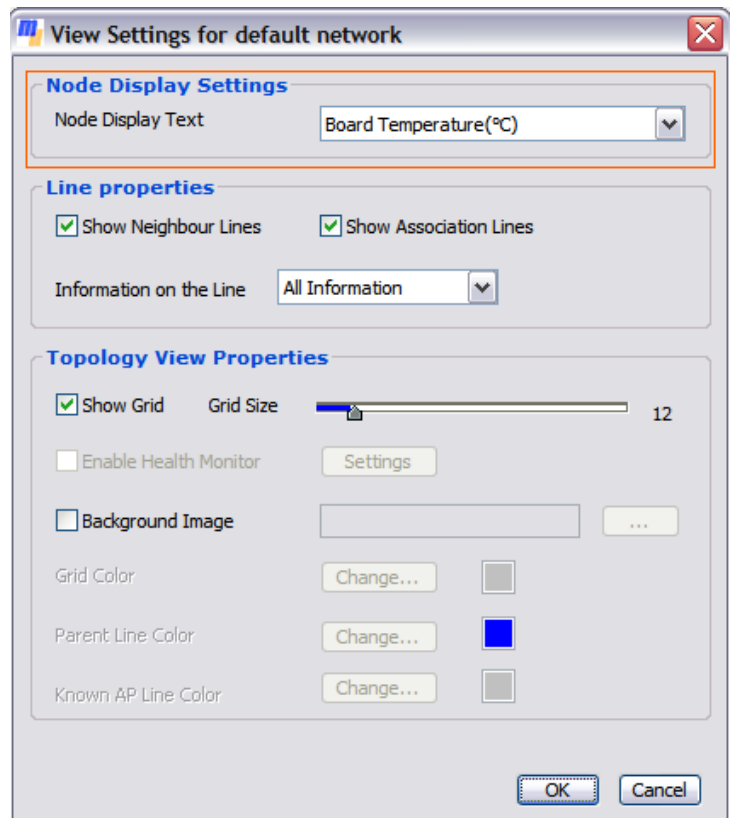 View Settings for default network
Node Display Settings
Node Display Text Board Temperature(°C)
Line properties
Show Neighbour Lines Show Association Lines
Information on the Line All Information
Topology View Properties
Show Grid Grid Size 12
Enable Health Monitor Settings
Background Image ...
Grid Color Change...
Parent Line Color Change...
Known AP Line Color Change...
OK Cancel